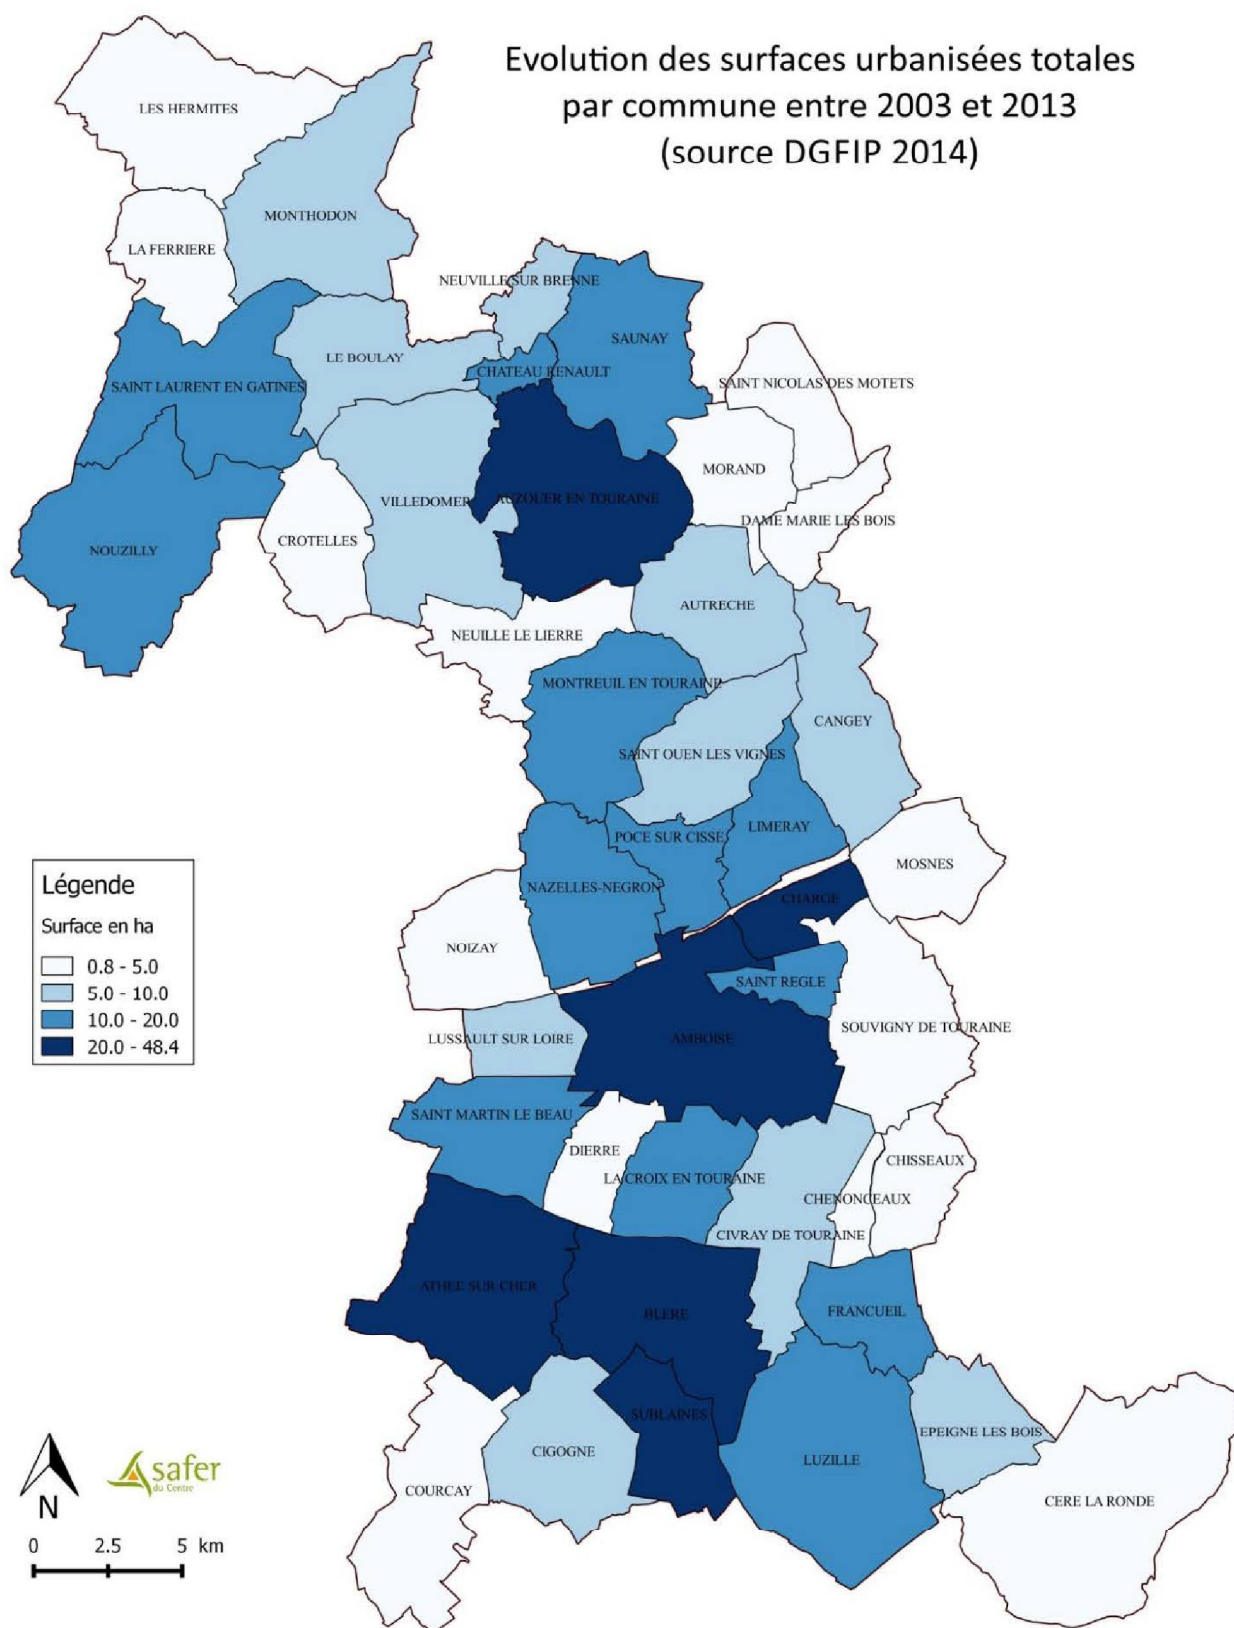 Evolution des surfaces urbanisées totales
par commune entre 2003 et 2013
(source DGFIP 2014)
LES HERMITES
MONTHODON
LA FERRIERE
NEUVILLE SUR BRENNE
SAUNAY
LE BOULAY
CHATEAU RENAULT
SAINT LAURENT EN GATINES
SAINT NICOLAS DES MOTETS
MORAND
VILLEDOMER
AUZOUER EN TOURAINE
DAME MARIE LES BOIS
CROTELLES
NOUZILLY
AUTRECHE
NEUILLE LE LIERRE
MONTREUIL EN TOURAINE
CANGEY
SAINT OUEN LES VIGNES
LIMERAY
POCE SUR CISSE
MOSNES
NAZELLES-NEGRON
CHARGE
NOIZAY
SAINT REGLE
SOUVIGNY DE TOURAINE
LUSSAULT SUR LOIRE
AMBOISE
SAINT MARTIN LE BEAU
DIERRE
CHISSEAUX
LA CROIX EN TOURAINE
CHENONCEAUX
CIVRAY DE TOURAINE
ATHEE SUR CHER
BLERE
FRANCUEIL
SUBLAINES
EPEIGNE LES BOIS
CIGOGNE
LUZILLE
COURCAY
CERE LA RONDE
Légende
Surface en ha
0.8 - 5.0
5.0 - 10.0
10.0 - 20.0
20.0 - 48.4
N
safer
du Centre
0 2.5 5 km